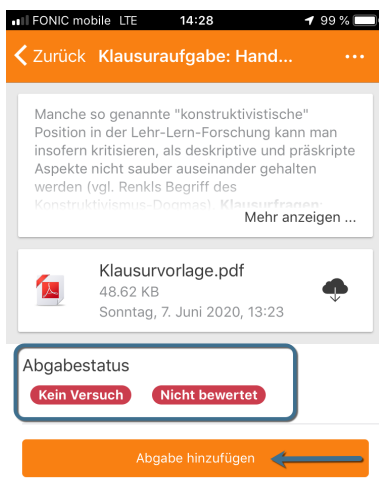 FONIC mobile LTE 14:28 99 %
Zurück Klausuraufgabe: Hand... ...
Manche so genannte "konstruktivistische"
Position in der Lehr-Lern-Forschung kann man
insofern kritisieren, als deskriptive und präskripte
Aspekte nicht sauber auseinander gehalten
werden (vgl. Renkls Begriff des
Konstruktivismus-Dogmas). Klausurfragen:
Mehr anzeigen ...
Klausurvorlage.pdf
48.62 KB
Sonntag, 7. Juni 2020, 13:23
Abgabestatus
Kein Versuch Nicht bewertet
Abgabe hinzufügen